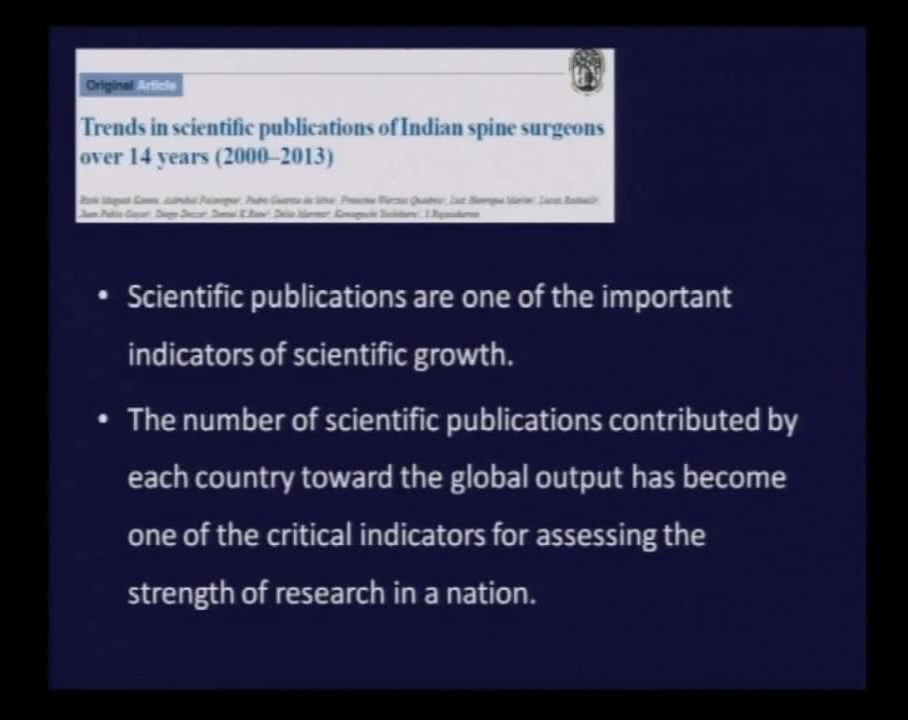 Original Article
Trends in scientific publications of Indian spine surgeons
over 14 years (2000–2013)
• Scientific publications are one of the important
indicators of scientific growth.
• The number of scientific publications contributed by
each country toward the global output has become
one of the critical indicators for assessing the
strength of research in a nation.